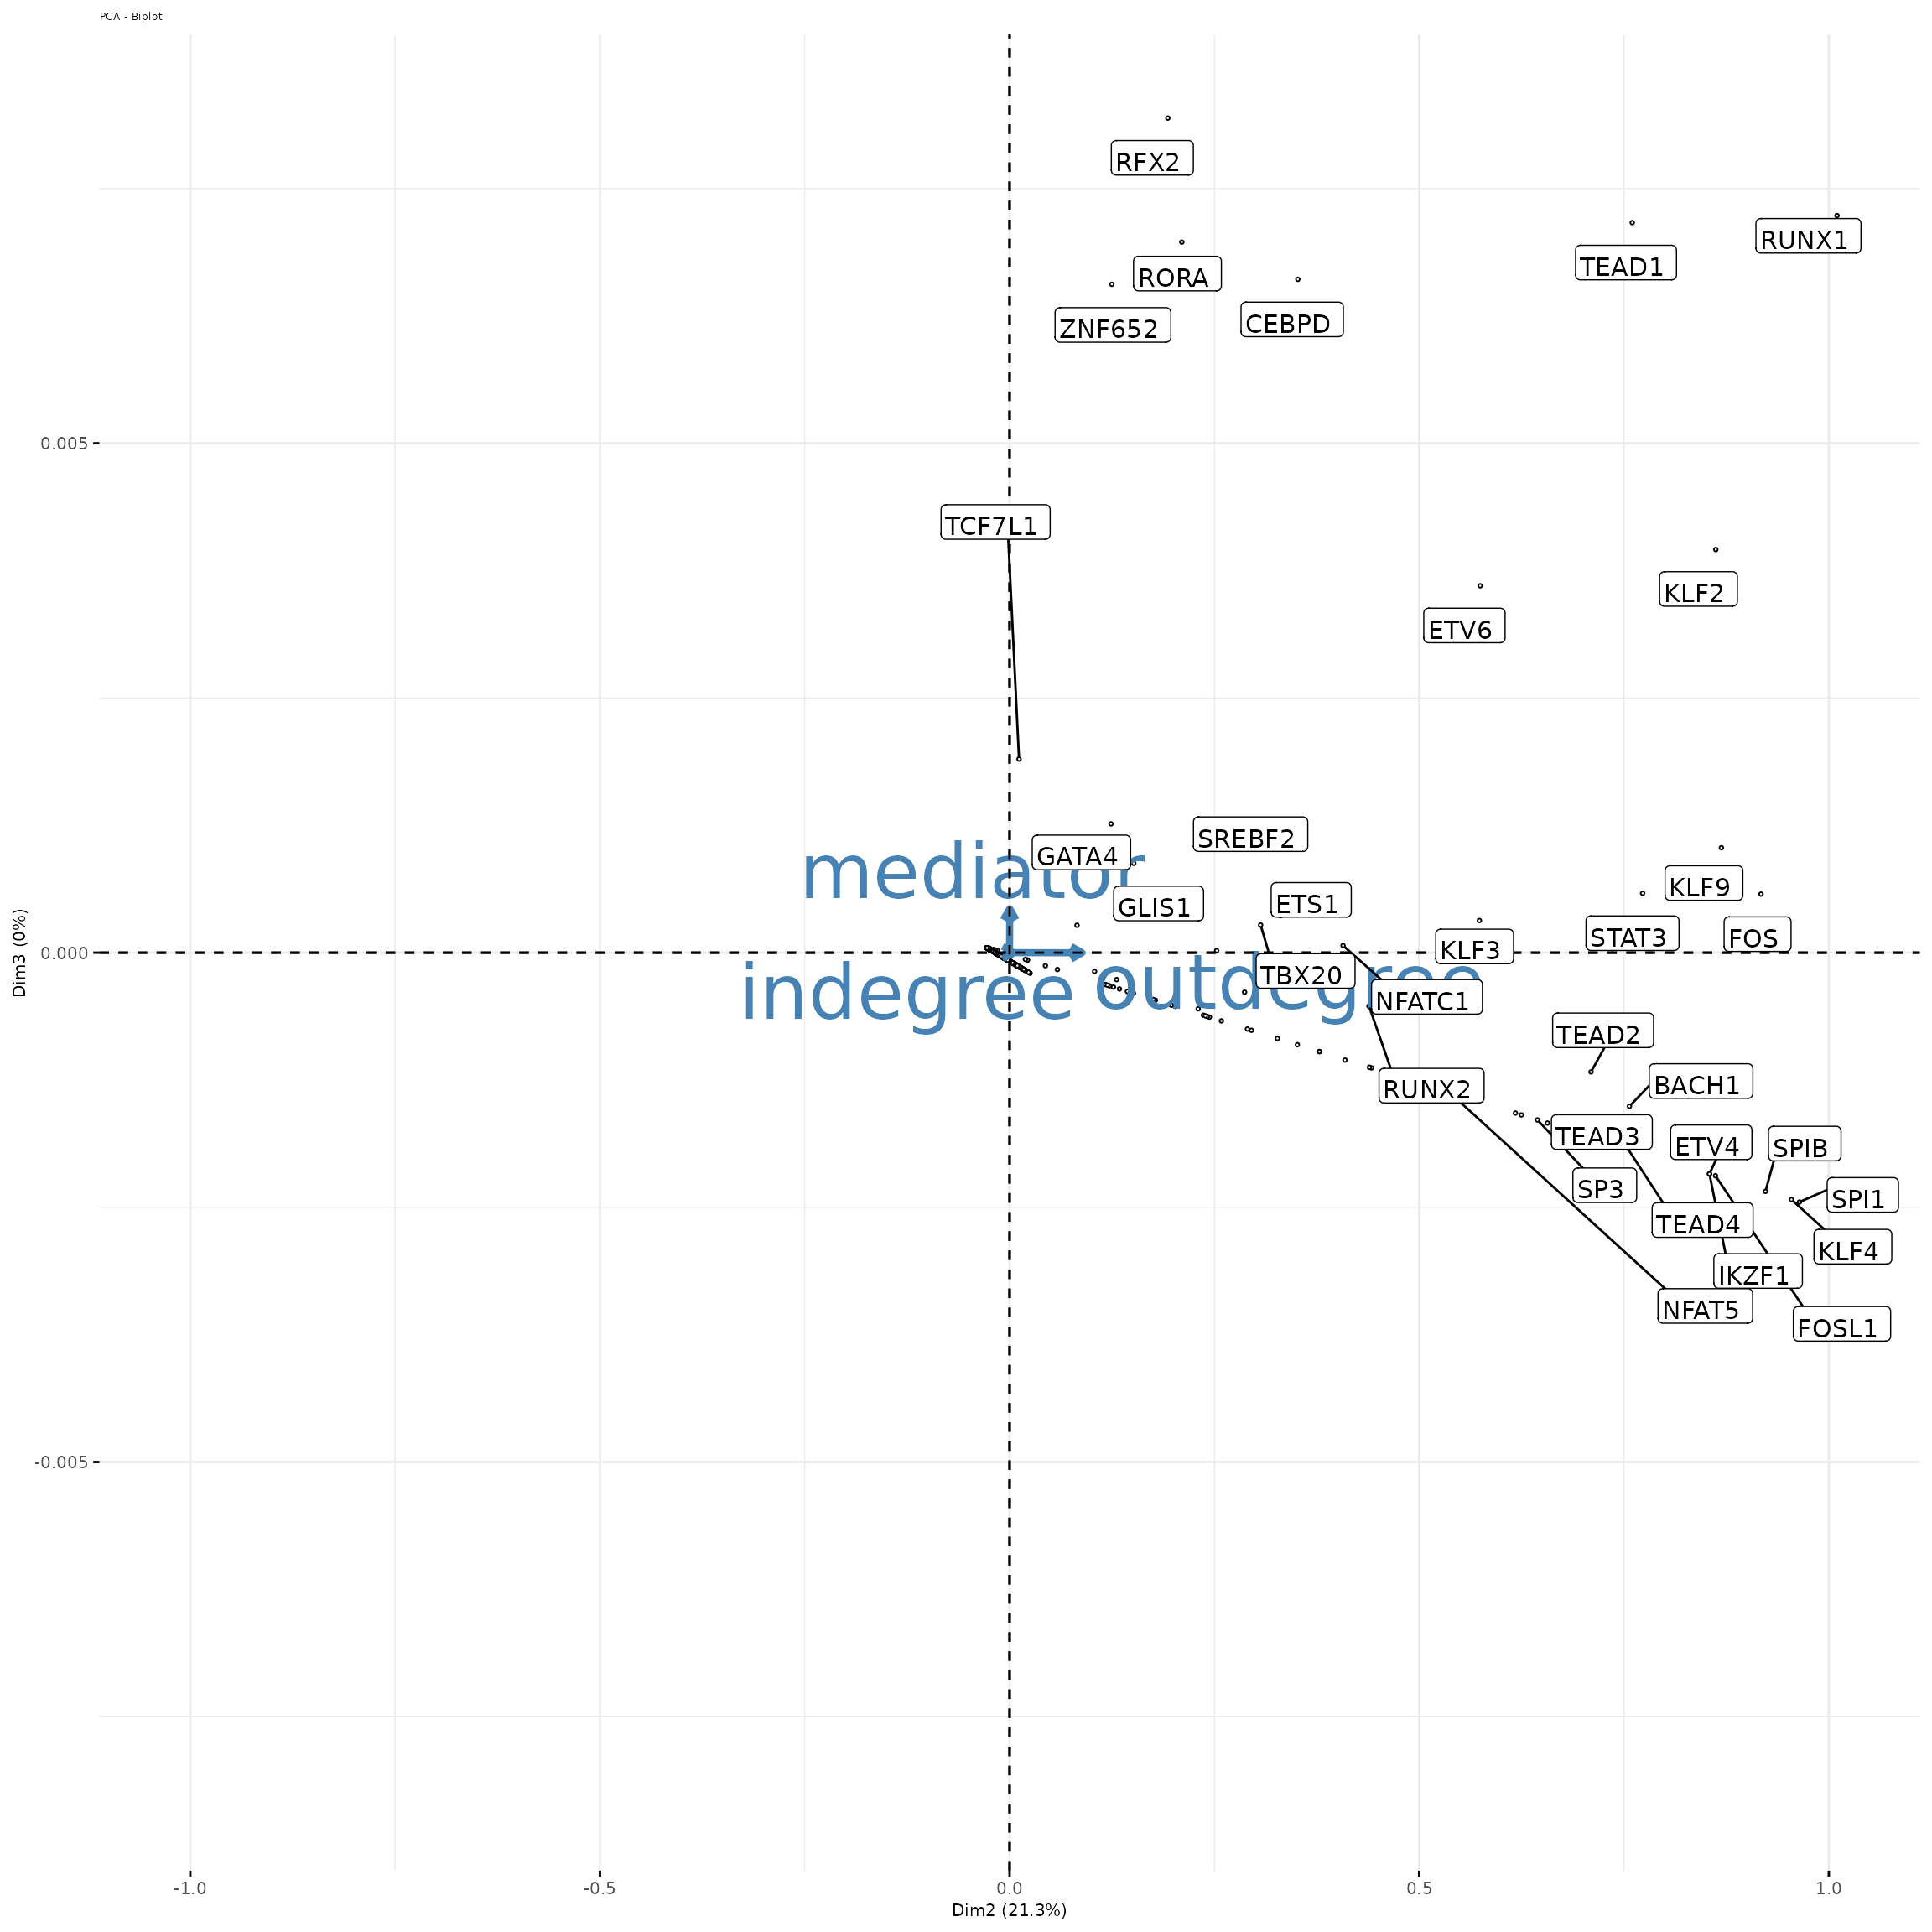 PCA - Biplot
RFX2
RUNX1
TEAD1
RORA
CEBPD
ZNF652
0.005
TCF7L1
KLF2
ETV6
SREBF2
GATA4
mediator
KLF9
GLIS1
ETS1
STAT3
FOS
KLF3
0.000
Dim3 (0%)
TBX20
indegree
outdegree
NFATC1
TEAD2
BACH1
RUNX2
TEAD3
ETV4
SPIB
SP3
SPI1
TEAD4
KLF4
IKZF1
NFAT5
FOSL1
-0.005
-1.0
-0.5
0.0
0.5
1.0
Dim2 (21.3%)